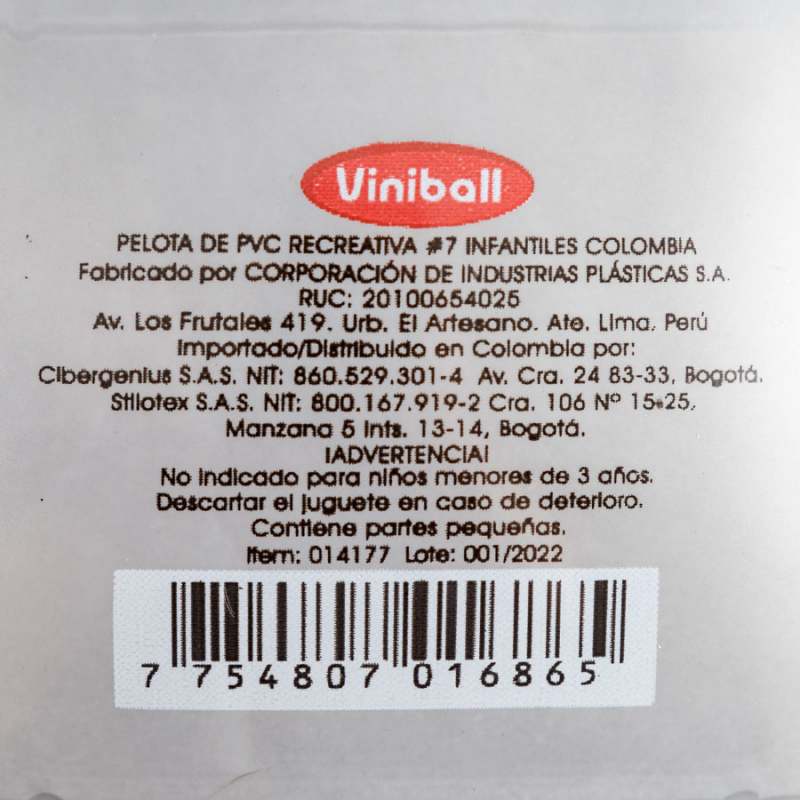 Viniball
PELOTA DE PVC RECREATIVA #7 INFANTILES COLOMBIA
Fabricado por CORPORACIÓN DE INDUSTRIAS PLÁSTICAS S.A.
RUC: 20100654025
Av. Los Frutales 419. Urb. El Artesano. Ate. Lima. Perú
Importado/Distribuido en Colombia por:
Cibergenius S.A.S. NIT: 860.529.301-4 Av. Cra. 24 83-33, Bogotá.
Stilotex S.A.S. NIT: 800.167.919-2 Cra. 106 Nº 15-25,
Manzana 5 Ints. 13-14, Bogotá.
¡ADVERTENCIA!
No indicado para niños menores de 3 años.
Descartar el juguete en caso de deterioro.
Contiene partes pequeñas.
Item: 014177 Lote: 001/2022
7 754807 016865